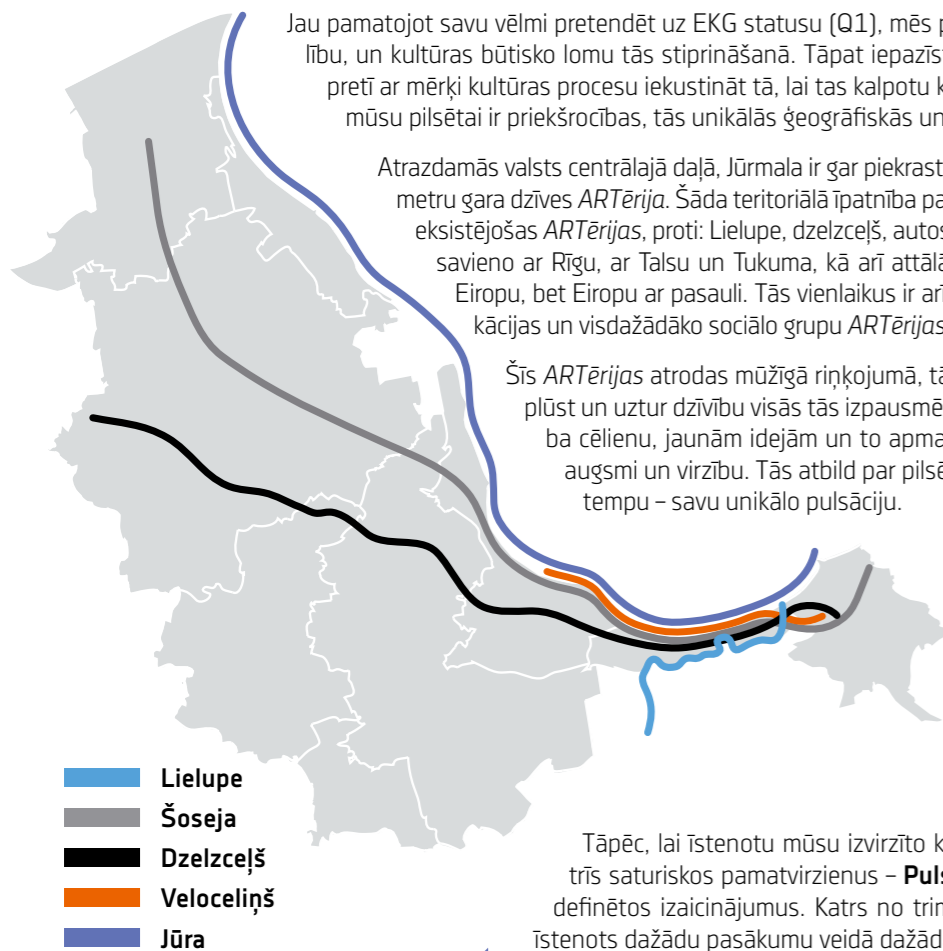 Jau pamatojot savu vēlmi pretendēt uz EKG statusu (Q1), mēs p
lību, un kultūras būtisko lomu tās stiprināšanā. Tāpat iepazīst
pretī ar mērķi kultūras procesu iekustināt tā, lai tas kalpotu k
mūsu pilsētai ir priekšrocības, tās unikālās ģeogrāfiskās un
Atrazdamās valsts centrālajā daļā, Jūrmala ir gar piekrast
metru gara dzīves ARTērija. Šāda teritoriālā īpatnība pa
eksistējošas ARTērijas, proti: Lielupe, dzelzceļš, autos
savieno ar Rīgu, ar Talsu un Tukuma, kā arī attālā
Eiropu, bet Eiropu ar pasauli. Tās vienlaikus ir arī
kācijas un visdažādāko sociālo grupu ARTērijas
Šīs ARTērijas atrodas mūžīgā riņķojumā, tā
plūst un uztur dzīvību visās tās izpausmē
ba cēlienu, jaunām idejām un to apma
augsmi un virzību. Tās atbild par pilsē
tempu – savu unikālo pulsāciju.
Lielupe
Šoseja
Dzelzceļš
Veloceliņš
Jūra
Tāpēc, lai īstenotu mūsu izvirzīto k
trīs saturiskos pamatvirzienus – Puls
definētos izaicinājumus. Katrs no trim
īstenots dažādu pasākumu veidā dažād